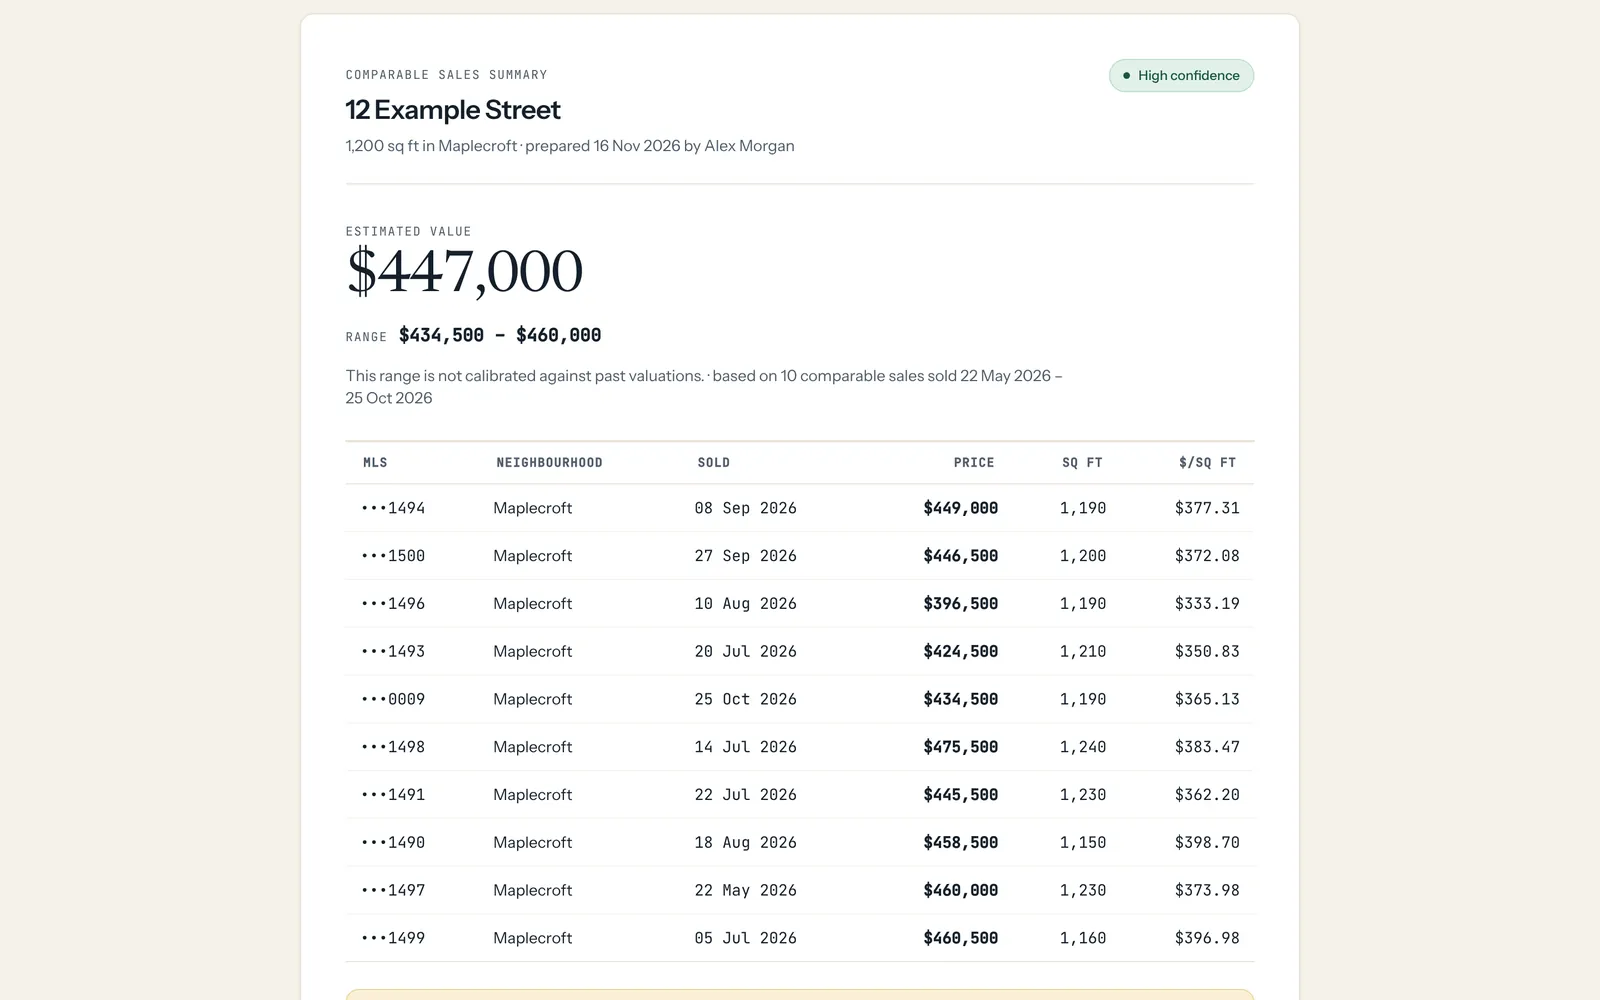 COMPARABLE SALES SUMMARY
High confidence
12 Example Street
1,200 sq ft in Maplecroft · prepared 16 Nov 2026 by Alex Morgan
ESTIMATED VALUE
$447,000
RANGE $434,500 – $460,000
This range is not calibrated against past valuations. · based on 10 comparable sales sold 22 May 2026 –
25 Oct 2026
MLS NEIGHBOURHOOD SOLD PRICE SQ FT $/SQ FT
•••1494 Maplecroft 08 Sep 2026 $449,000 1,190 $377.31
•••1500 Maplecroft 27 Sep 2026 $446,500 1,200 $372.08
•••1496 Maplecroft 10 Aug 2026 $396,500 1,190 $333.19
•••1493 Maplecroft 20 Jul 2026 $424,500 1,210 $350.83
•••0009 Maplecroft 25 Oct 2026 $434,500 1,190 $365.13
•••1498 Maplecroft 14 Jul 2026 $475,500 1,240 $383.47
•••1491 Maplecroft 22 Jul 2026 $445,500 1,230 $362.20
•••1490 Maplecroft 18 Aug 2026 $458,500 1,150 $398.70
•••1497 Maplecroft 22 May 2026 $460,000 1,230 $373.98
•••1499 Maplecroft 05 Jul 2026 $460,500 1,160 $396.98